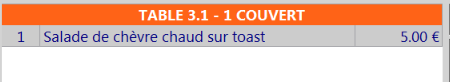 TABLE 3.1 - 1 COUVERT
1 Salade de chèvre chaud sur toast 5.00 €